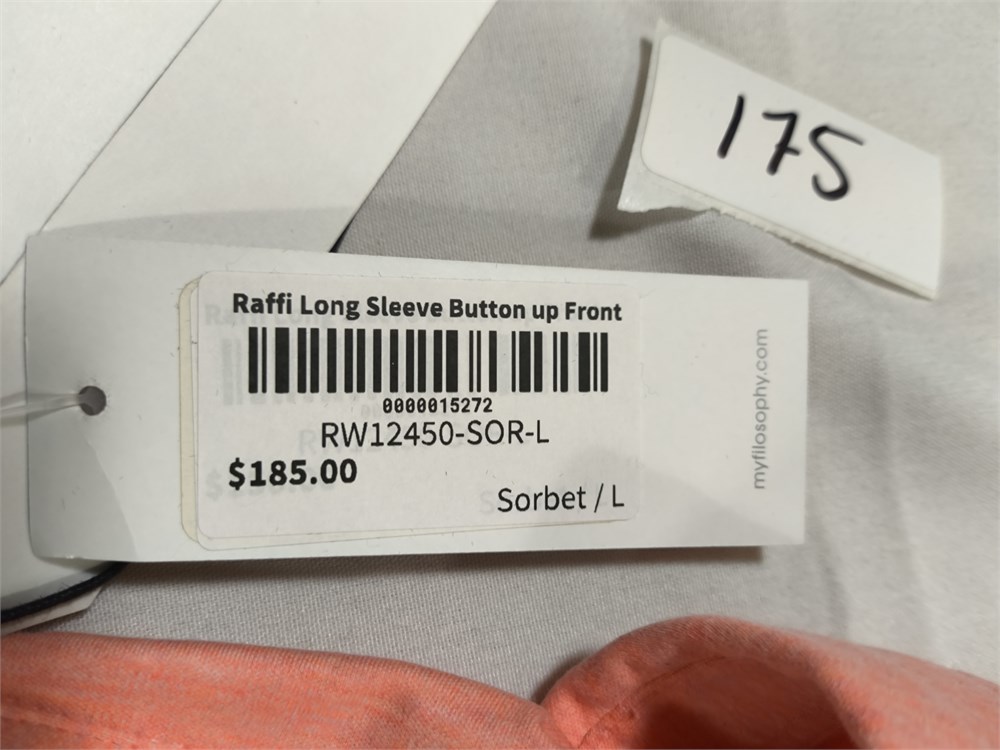 175
Raffi Long Sleeve Button up Front
0000015272
RW12450-SOR-L
$185.00
Sorbet / L
myfilosophy.com